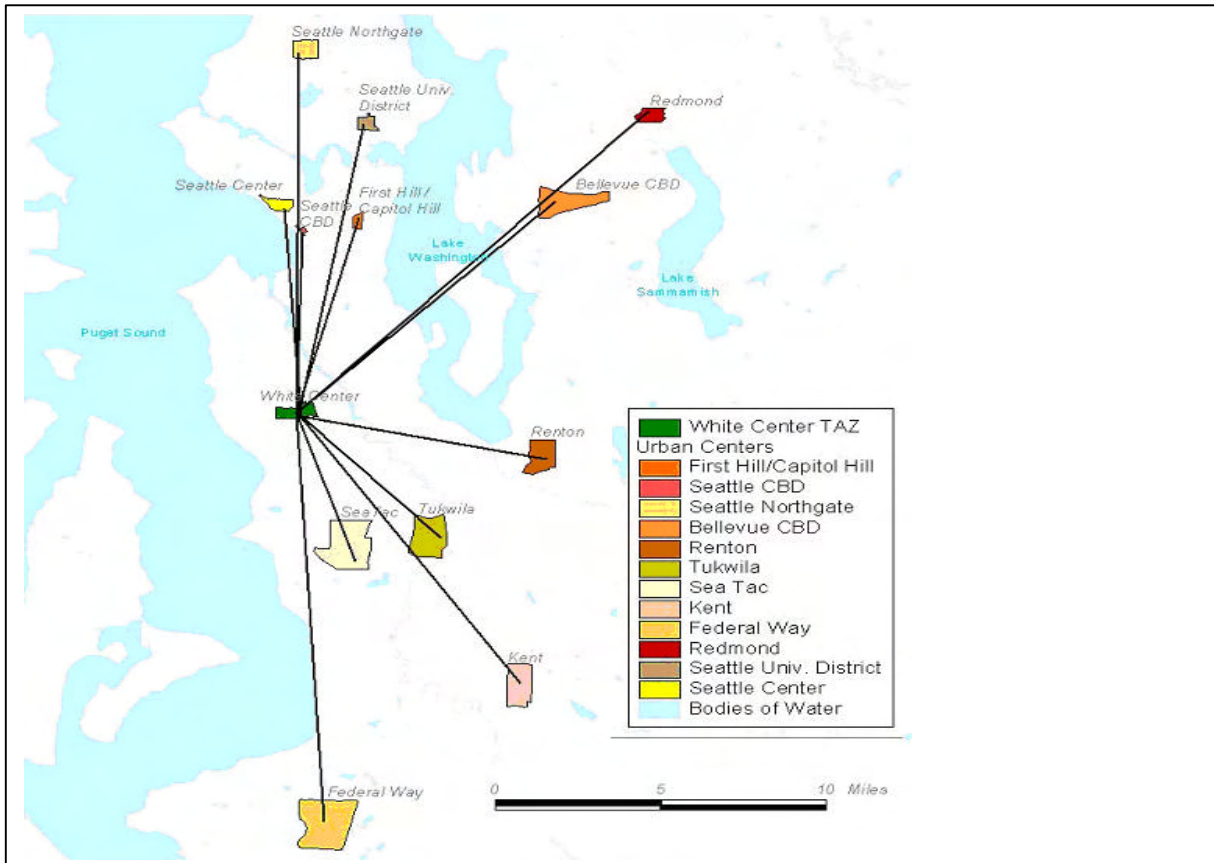 Seattle Northgate
Seattle Univ.
District
Redmond
Seattle Center
Seattle
CBD
First Hill /
Capitol Hill
Bellevue CBD
Lake
Washington
Lake
Sammamish
Puget Sound
White Center
Renton
Sea Tac
Tukwila
Kent
Federal Way
White Center TAZ
Urban Centers
First Hill/Capitol Hill
Seattle CBD
Seattle Northgate
Bellevue CBD
Renton
Tukwila
Sea Tac
Kent
Federal Way
Redmond
Seattle Univ. District
Seattle Center
Bodies of Water
0 5 10 Miles